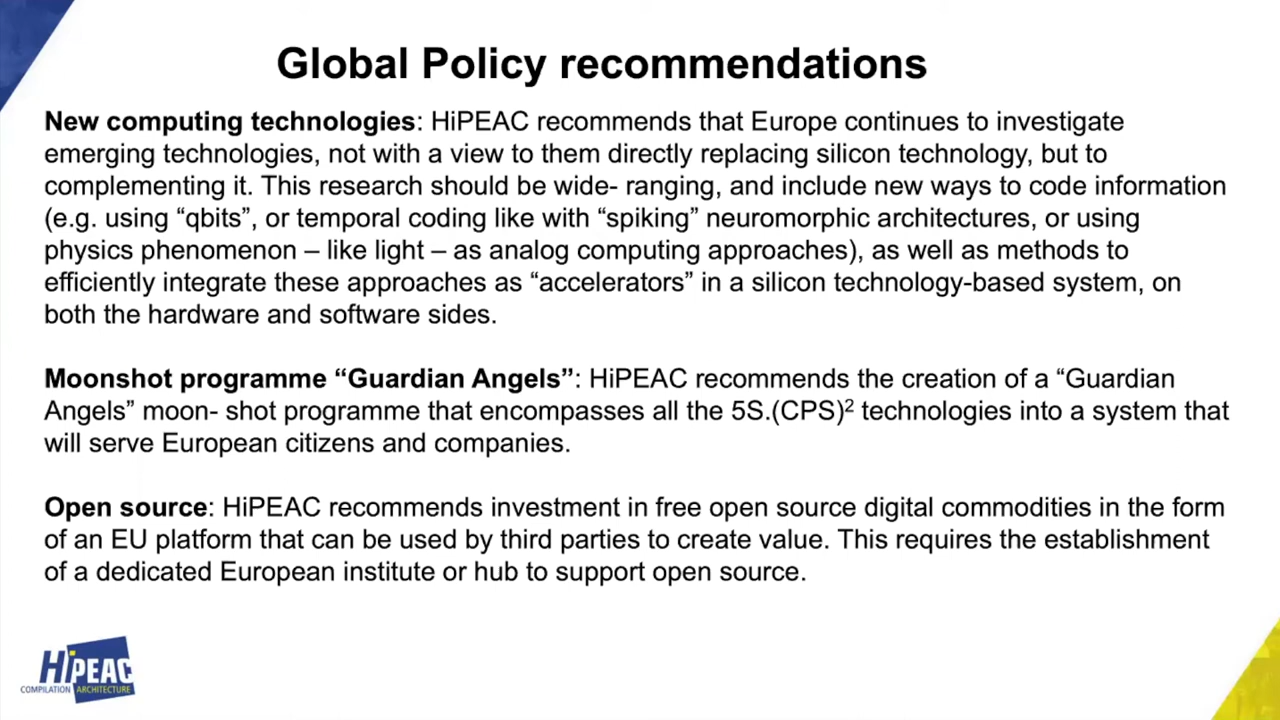 Global Policy recommendations
New computing technologies: HiPEAC recommends that Europe continues to investigate
emerging technologies, not with a view to them directly replacing silicon technology, but to
complementing it. This research should be wide- ranging, and include new ways to code information
(e.g. using “qbits”, or temporal coding like with “spiking” neuromorphic architectures, or using
physics phenomenon – like light – as analog computing approaches), as well as methods to
efficiently integrate these approaches as “accelerators” in a silicon technology-based system, on
both the hardware and software sides.
Moonshot programme “Guardian Angels”: HiPEAC recommends the creation of a “Guardian
Angels” moon- shot programme that encompasses all the 5S.(CPS)² technologies into a system that
will serve European citizens and companies.
Open source: HiPEAC recommends investment in free open source digital commodities in the form
of an EU platform that can be used by third parties to create value. This requires the establishment
of a dedicated European institute or hub to support open source.
HiPEAC
COMPILATION ARCHITECTURE